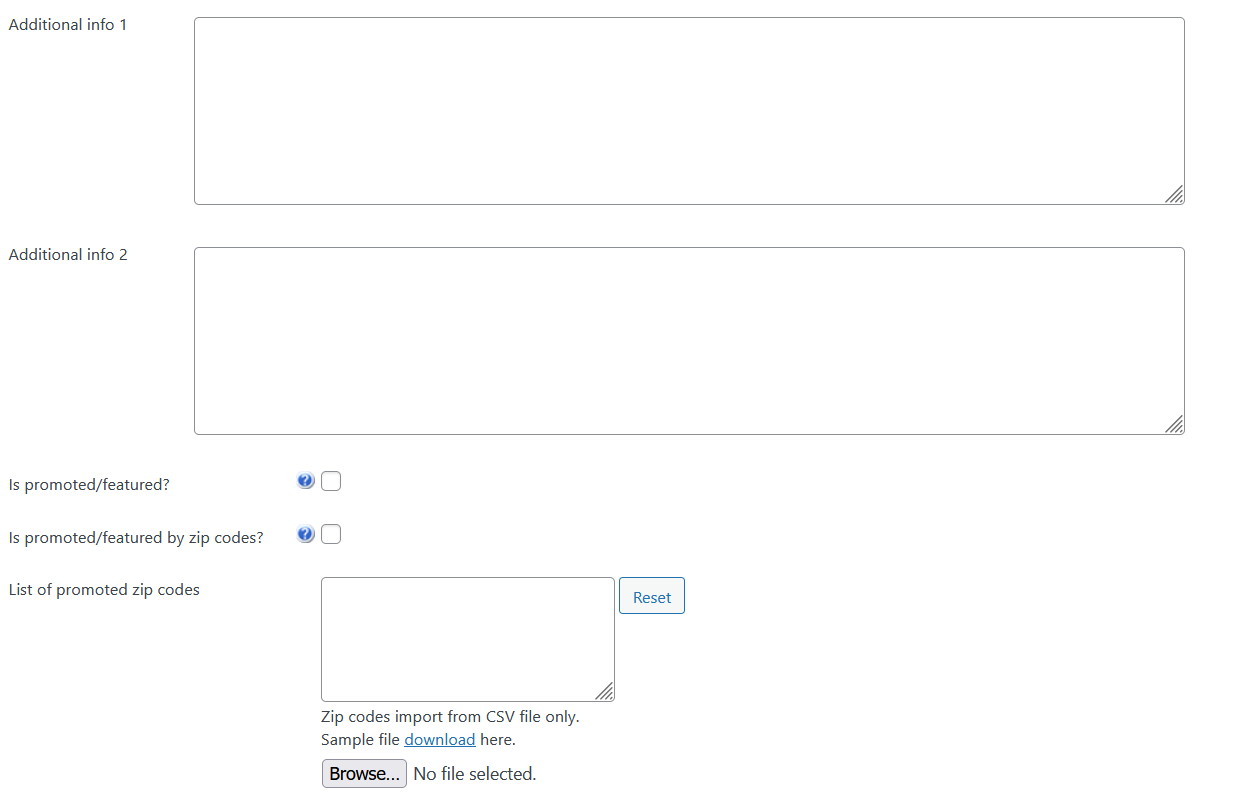 Additional info 1
Additional info 2
Is promoted/featured?
?
Is promoted/featured by zip codes?
?
List of promoted zip codes
Reset
Zip codes import from CSV file only.
Sample file download here.
Browse... No file selected.